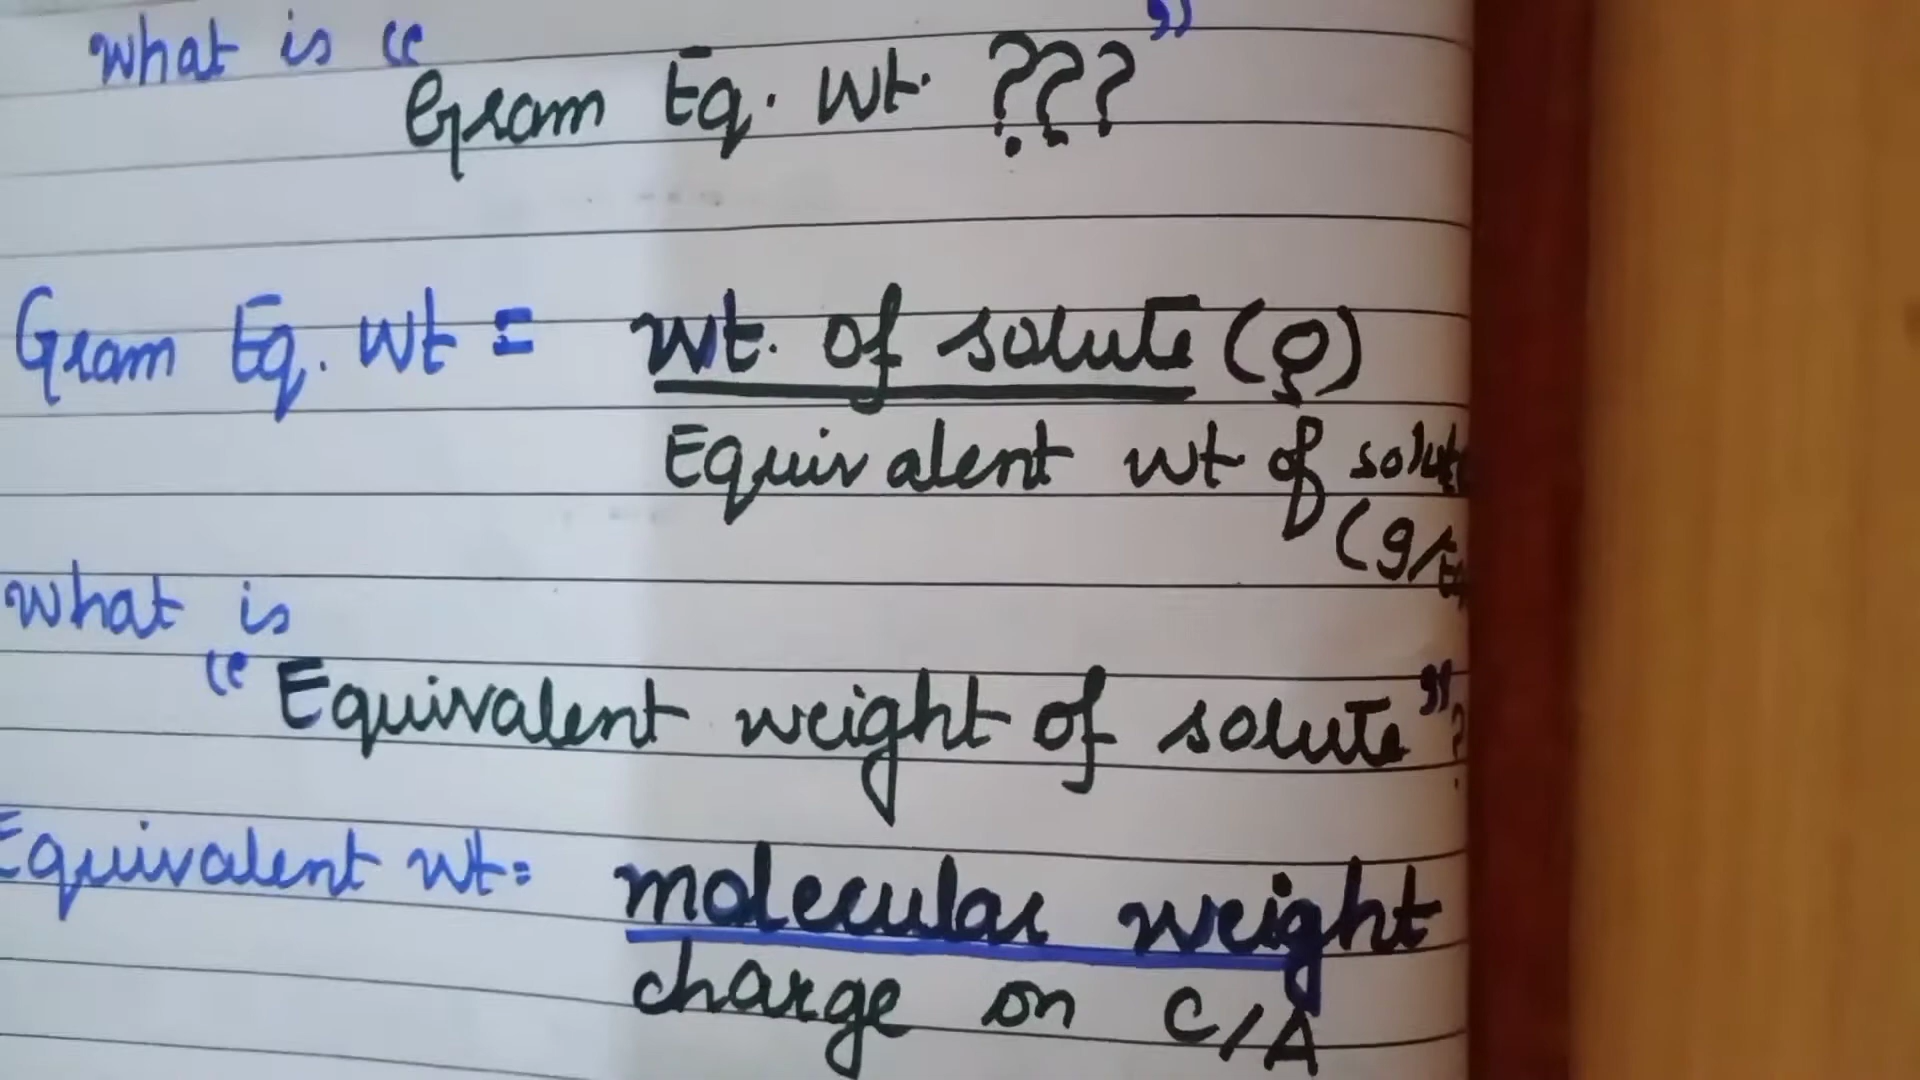 what is "
Gram Eq. Wt. ???"
Gram Eq. Wt = wt. of solute (g)
Equivalent wt of
(g/
what is
"Equivalent weight of solute"?
Equivalent wt= molecular weight
charge on C/A